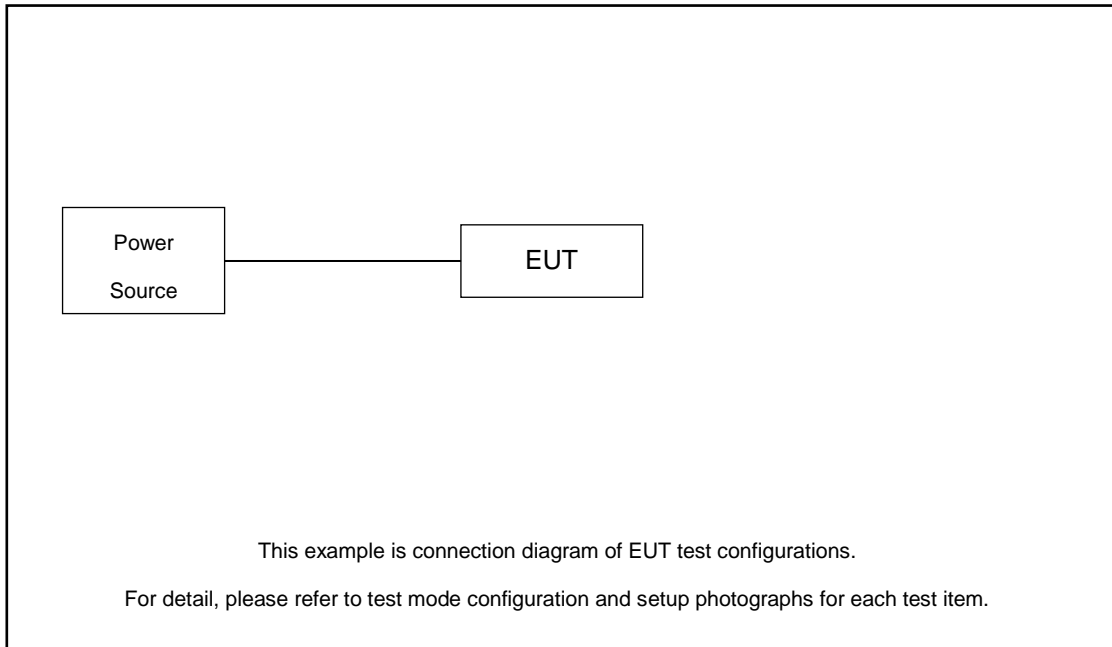 Power
Source
EUT
This example is connection diagram of EUT test configurations.
For detail, please refer to test mode configuration and setup photographs for each test item.